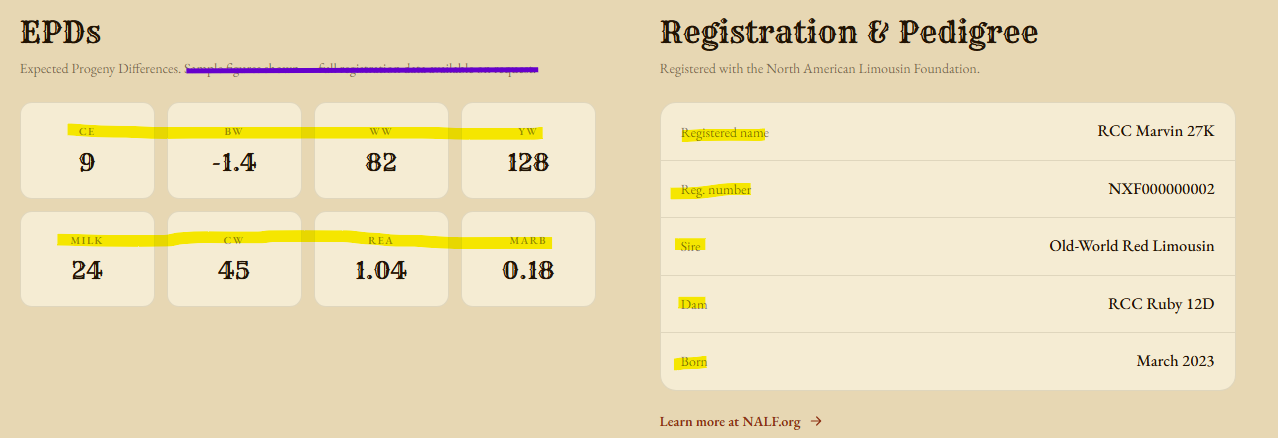 EPDs
Expected Progeny Differences.
CE
9
BW
-1.4
WW
82
YW
128
MILK
24
CW
45
REA
1.04
MARB
0.18
Registration & Pedigree
Registered with the North American Limousin Foundation.
Registered name RCC Marvin 27K
Reg. number NXF000000002
Sire Old-World Red Limousin
Dam RCC Ruby 12D
Born March 2023
Learn more at NALF.org →